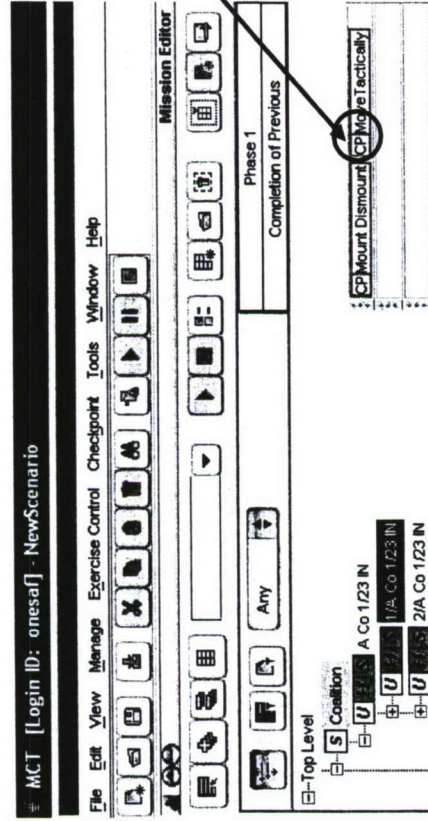 MCT [Login ID: onesaf] - NewScenario
File Edit View Manage Exercise Control Checkpoint Tools Window Help
Mission Editor
Any
Phase 1
Completion of Previous
Top Level
S Coalition
U A Co 1/23 IN
U 1/A Co 1/23 IN
U 2/A Co 1/23 IN
CP Mount Dismount CP MoveTactically